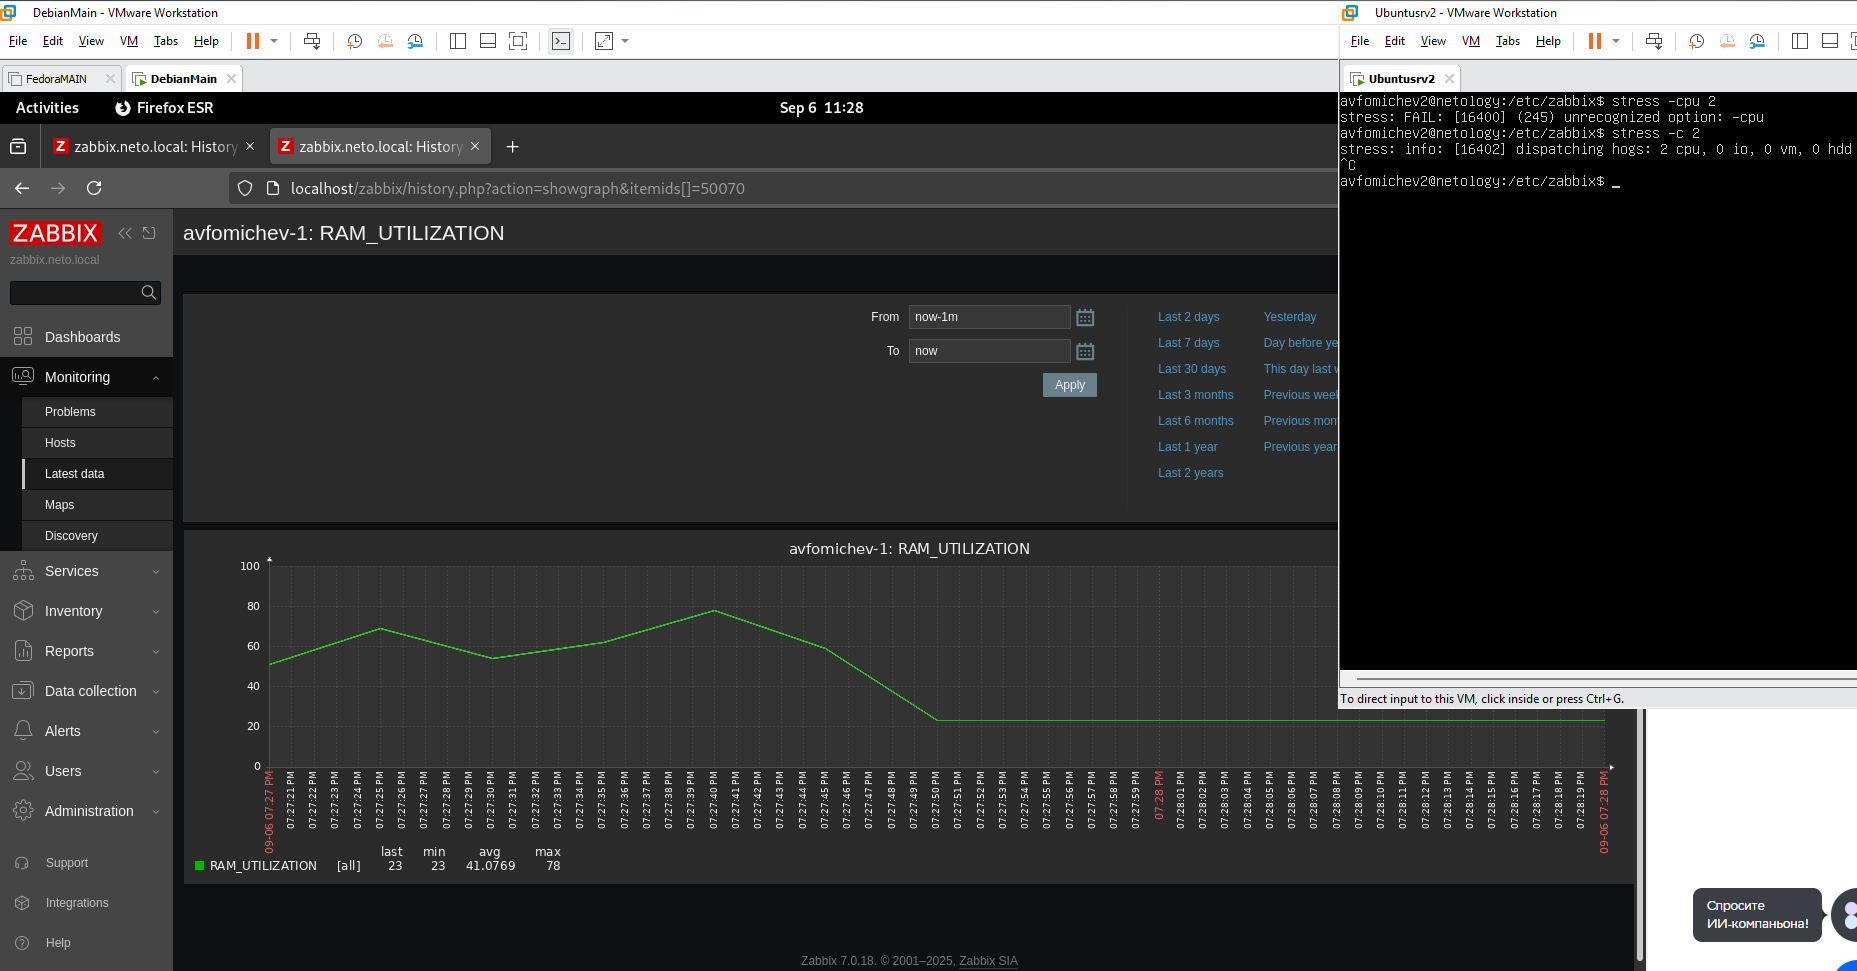 DebianMain - VMware Workstation
File Edit View VM Tabs Help
FedoraMAIN
DebianMain
Activities
Firefox ESR
Sep 6 11:28
zabbix.neto.local: History
zabbix.neto.local: History
localhost/zabbix/history.php?action=showgraph&itemids[]=50070
ZABBIX
zabbix.neto.local
Dashboards
Monitoring
Problems
Hosts
Latest data
Maps
Discovery
Services
Inventory
Reports
Data collection
Alerts
Users
Administration
Support
Integrations
Help
avfomichev-1: RAM_UTILIZATION
From now-1m
To now
Apply
Last 2 days Yesterday
Last 7 days Day before ye
Last 30 days This day last w
Last 3 months Previous week
Last 6 months Previous mon
Last 1 year Previous year
Last 2 years
avfomichev-1: RAM_UTILIZATION
100
80
60
40
20
0
09-06 07:27 PM
07:27:21 PM
07:27:22 PM
07:27:23 PM
07:27:24 PM
07:27:25 PM
07:27:26 PM
07:27:27 PM
07:27:28 PM
07:27:29 PM
07:27:30 PM
07:27:31 PM
07:27:32 PM
07:27:33 PM
07:27:34 PM
07:27:35 PM
07:27:36 PM
07:27:37 PM
07:27:38 PM
07:27:39 PM
07:27:40 PM
07:27:41 PM
07:27:42 PM
07:27:43 PM
07:27:44 PM
07:27:45 PM
07:27:46 PM
07:27:47 PM
07:27:48 PM
07:27:49 PM
07:27:50 PM
07:27:51 PM
07:27:52 PM
07:27:53 PM
07:27:54 PM
07:27:55 PM
07:27:56 PM
07:27:57 PM
07:27:58 PM
07:27:59 PM
07:28 PM
07:28:01 PM
07:28:02 PM
07:28:03 PM
07:28:04 PM
07:28:05 PM
07:28:06 PM
07:28:07 PM
07:28:08 PM
07:28:09 PM
07:28:10 PM
07:28:11 PM
07:28:12 PM
07:28:13 PM
07:28:14 PM
07:28:15 PM
07:28:16 PM
07:28:17 PM
07:28:18 PM
07:28:19 PM
09-06 07:28 PM
last min avg max
RAM_UTILIZATION [all] 23 23 41.0769 78
Zabbix 7.0.18. © 2001–2025, Zabbix SIA
Ubuntusrv2 - VMware Workstation
File Edit View VM Tabs Help
Ubuntusrv2
avfomichev2@netology:/etc/zabbix$ stress -cpu 2
stress: FAIL: [16400] (245) unrecognized option: -cpu
avfomichev2@netology:/etc/zabbix$ stress -c 2
stress: info: [16402] dispatching hogs: 2 cpu, 0 io, 0 vm, 0 hdd
^C
avfomichev2@netology:/etc/zabbix$ _
To direct input to this VM, click inside or press Ctrl+G.
Спросите
ИИ-компаньона!